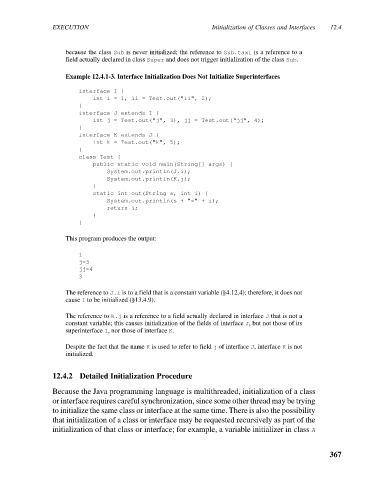 EXECUTION Initialization of Classes and Interfaces 12.4
because the class Sub is never initialized; the reference to Sub.taxi is a reference to a
field actually declared in class Super and does not trigger initialization of the class Sub.
Example 12.4.1-3. Interface Initialization Does Not Initialize Superinterfaces
interface I {
int i = 1, ii = Test.out("ii", 2);
}
interface J extends I {
int j = Test.out("j", 3), jj = Test.out("jj", 4);
}
interface K extends J {
int k = Test.out("k", 5);
}
class Test {
public static void main(String[] args) {
System.out.println(J.i);
System.out.println(K.j);
}
static int out(String s, int i) {
System.out.println(s + "=" + i);
return i;
}
}
This program produces the output:
1
j=3
jj=4
3
The reference to J.i is to a field that is a constant variable (§4.12.4); therefore, it does not
cause I to be initialized (§13.4.9).
The reference to K.j is a reference to a field actually declared in interface J that is not a
constant variable; this causes initialization of the fields of interface J, but not those of its
superinterface I, nor those of interface K.
Despite the fact that the name K is used to refer to field j of interface J, interface K is not
initialized.
12.4.2 Detailed Initialization Procedure
Because the Java programming language is multithreaded, initialization of a class
or interface requires careful synchronization, since some other thread may be trying
to initialize the same class or interface at the same time. There is also the possibility
that initialization of a class or interface may be requested recursively as part of the
initialization of that class or interface; for example, a variable initializer in class A
367